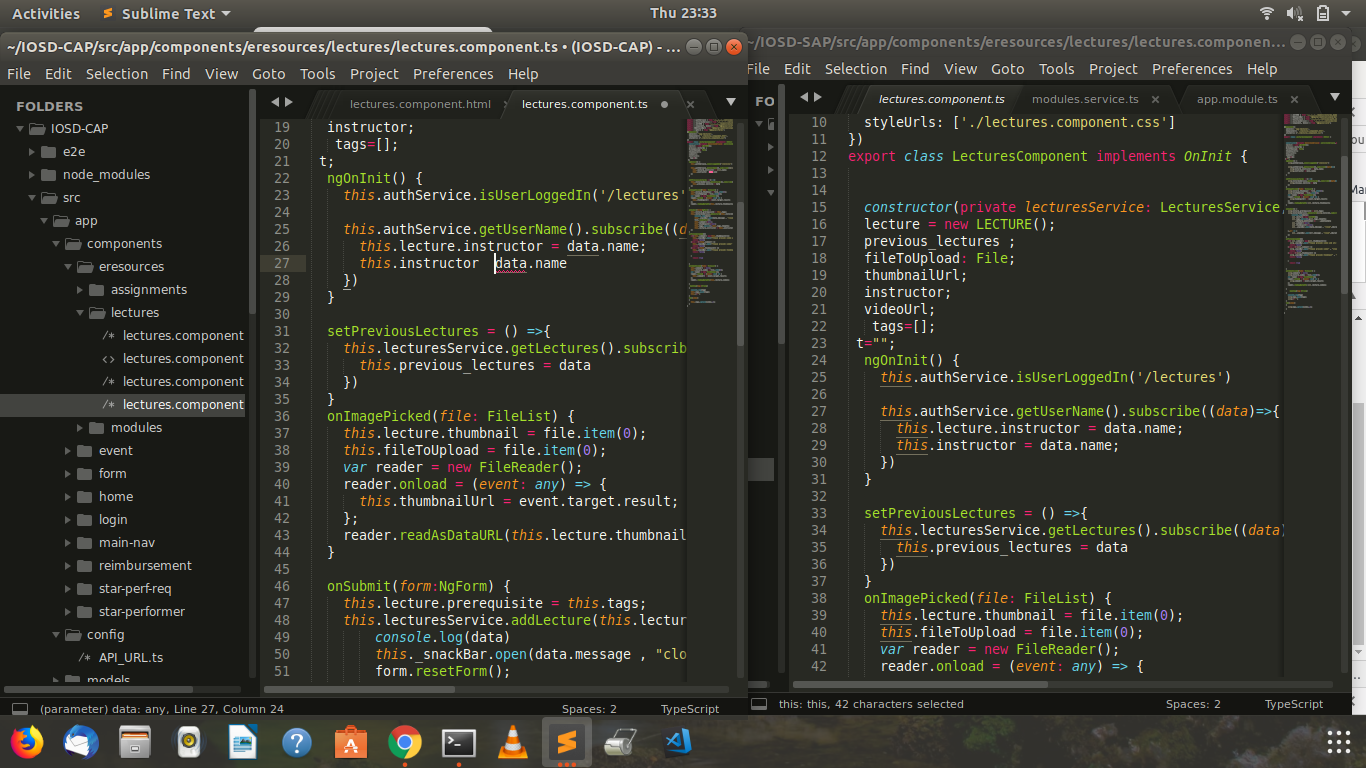 Activities
Sublime Text
Thu 23:33
~/IOSD-CAP/src/app/components/eresources/lectures/lectures.component.ts • (IOSD-CAP) - ...
File Edit Selection Find View Goto Tools Project Preferences Help
FOLDERS
IOSD-CAP
e2e
node_modules
src
app
components
eresources
assignments
lectures
/* lectures.component
<> lectures.component
/* lectures.component
/* lectures.component
modules
event
form
home
login
main-nav
reimbursement
star-perf-req
star-performer
config
/* API_URL.ts
models
lectures.component.html
lectures.component.ts
19 instructor;
20 tags=[];
21 t;
22 ngOnInit() {
23 this.authService.isUserLoggedIn('/lectures'
24
25 this.authService.getUserName().subscribe((d
26 this.lecture.instructor = data.name;
27 this.instructor data.name
28 })
29 }
30
31 setPreviousLectures = () =>{
32 this.lecturesService.getLectures().subscrib
33 this.previous_lectures = data
34 })
35 }
36 onImagePicked(file: FileList) {
37 this.lecture.thumbnail = file.item(0);
38 this.fileToUpload = file.item(0);
39 var reader = new FileReader();
40 reader.onload = (event: any) => {
41 this.thumbnailUrl = event.target.result;
42 };
43 reader.readAsDataURL(this.lecture.thumbnail
44 }
45
46 onSubmit(form:NgForm) {
47 this.lecture.prerequisite = this.tags;
48 this.lecturesService.addLecture(this.lectur
49 console.log(data)
50 this._snackBar.open(data.message , "clo
51 form.resetForm();
(parameter) data: any, Line 27, Column 24
Spaces: 2
TypeScript
~/IOSD-SAP/src/app/components/eresources/lectures/lectures.componen...
File Edit Selection Find View Goto Tools Project Preferences Help
FO
lectures.component.ts
modules.service.ts
app.module.ts
10 styleUrls: ['./lectures.component.css']
11 })
12 export class LecturesComponent implements OnInit {
13
14
15 constructor(private lecturesService: LecturesService
16 lecture = new LECTURE();
17 previous_lectures ;
18 fileToUpload: File;
19 thumbnailUrl;
20 instructor;
21 videoUrl;
22 tags=[];
23 t="";
24 ngOnInit() {
25 this.authService.isUserLoggedIn('/lectures')
26
27 this.authService.getUserName().subscribe((data)=>{
28 this.lecture.instructor = data.name;
29 this.instructor = data.name;
30 })
31 }
32
33 setPreviousLectures = () =>{
34 this.lecturesService.getLectures().subscribe((data)
35 this.previous_lectures = data
36 })
37 }
38 onImagePicked(file: FileList) {
39 this.lecture.thumbnail = file.item(0);
40 this.fileToUpload = file.item(0);
41 var reader = new FileReader();
42 reader.onload = (event: any) => {
this: this, 42 characters selected
Spaces: 2
TypeScript